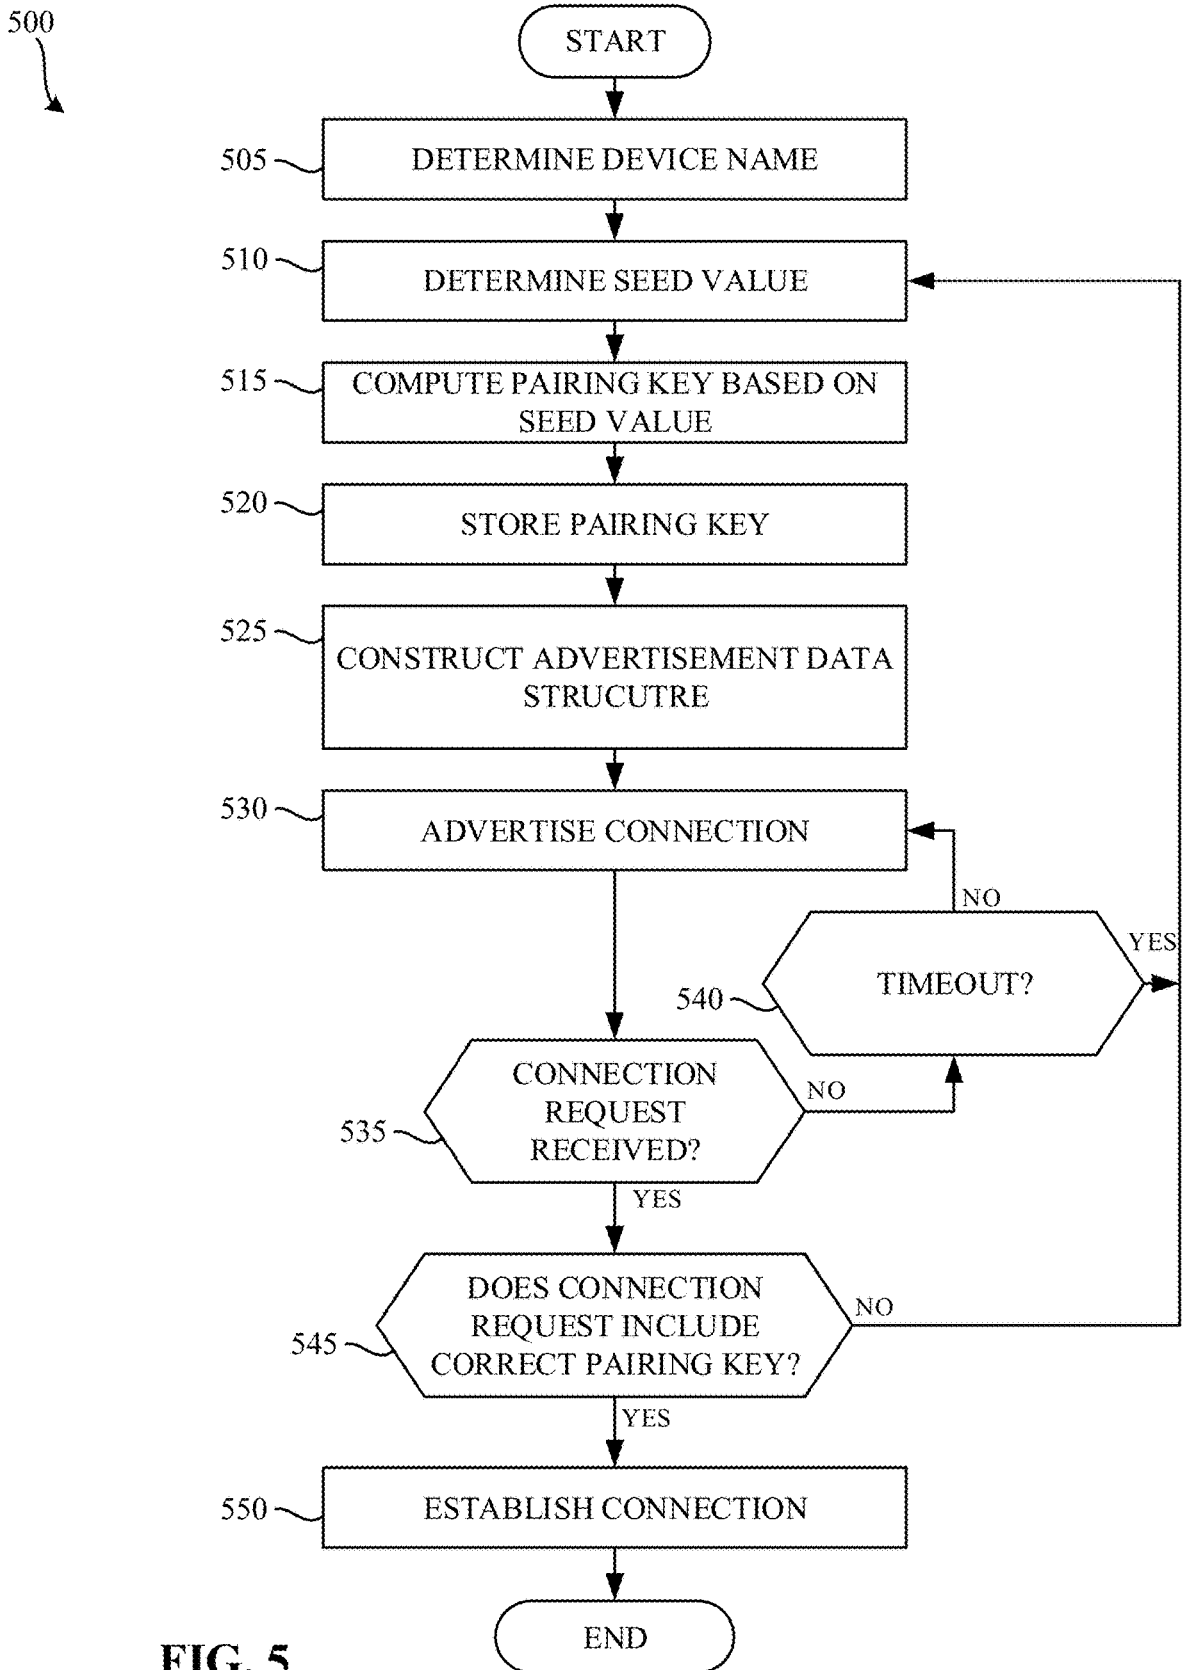 500
START
505
DETERMINE DEVICE NAME
510
DETERMINE SEED VALUE
515
COMPUTE PAIRING KEY BASED ON
SEED VALUE
520
STORE PAIRING KEY
525
CONSTRUCT ADVERTISEMENT DATA
STRUCUTRE
530
ADVERTISE CONNECTION
NO
YES
TIMEOUT?
540
CONNECTION
REQUEST
RECEIVED?
NO
535
YES
DOES CONNECTION
REQUEST INCLUDE
CORRECT PAIRING KEY?
NO
545
YES
550
ESTABLISH CONNECTION
END
FIG. 5